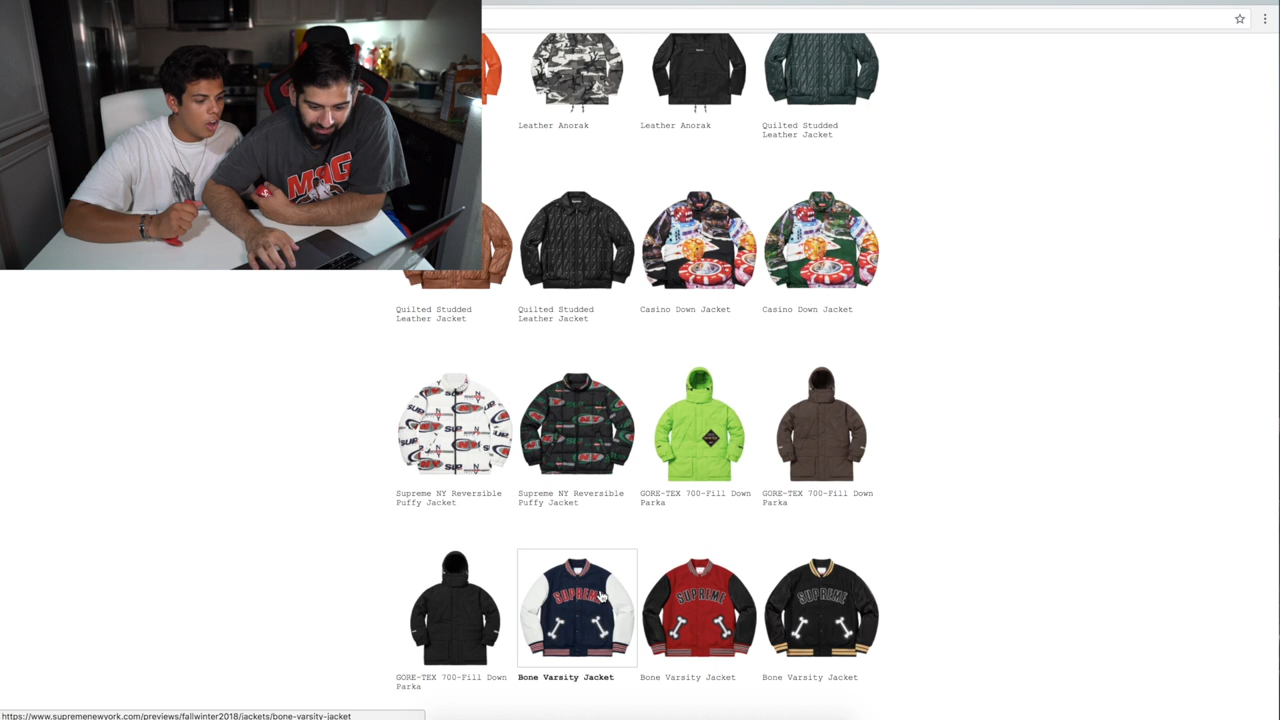 Leather Anorak
Leather Anorak
Quilted Studded
Leather Jacket
Quilted Studded
Leather Jacket
Quilted Studded
Leather Jacket
Casino Down Jacket
Casino Down Jacket
Supreme NY Reversible
Puffy Jacket
Supreme NY Reversible
Puffy Jacket
GORE-TEX 700-Fill Down
Parka
GORE-TEX 700-Fill Down
Parka
SUPREME
SUPREME
SUPREME
GORE-TEX 700-Fill Down
Parka
Bone Varsity Jacket
Bone Varsity Jacket
Bone Varsity Jacket
https://www.supremenewyork.com/previews/fallwinter2018/jackets/bone-varsity-jacket